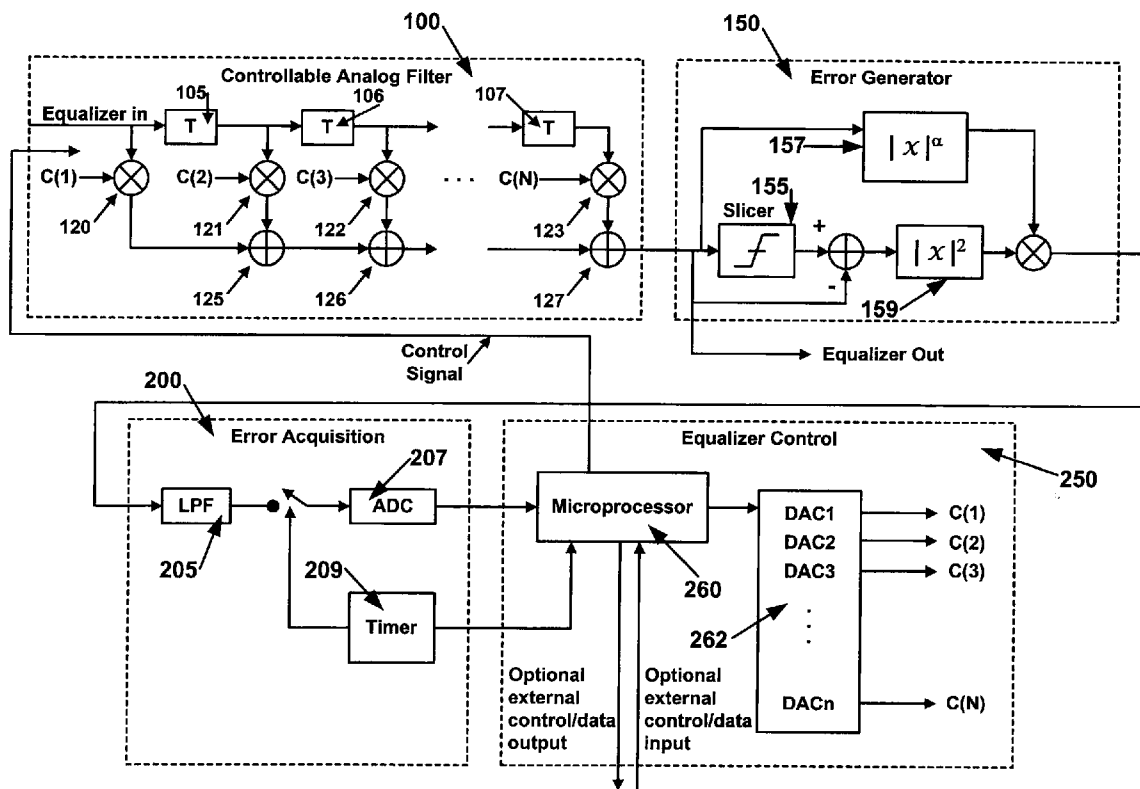 100
150
Controllable Analog Filter
Error Generator
105
106
107
Equalizer in
T
T
T
| x |^α
157
C(1)
C(2)
C(3)
. . .
C(N)
155
120
121
122
123
Slicer
+
| x |^2
-
125
126
127
159
Control
Signal
Equalizer Out
200
Error Acquisition
Equalizer Control
250
207
LPF
ADC
Microprocessor
DAC1
C(1)
DAC2
C(2)
DAC3
C(3)
205
209
260
Timer
262
.
.
.
Optional
external
control/data
output
Optional
external
control/data
input
DACn
C(N)